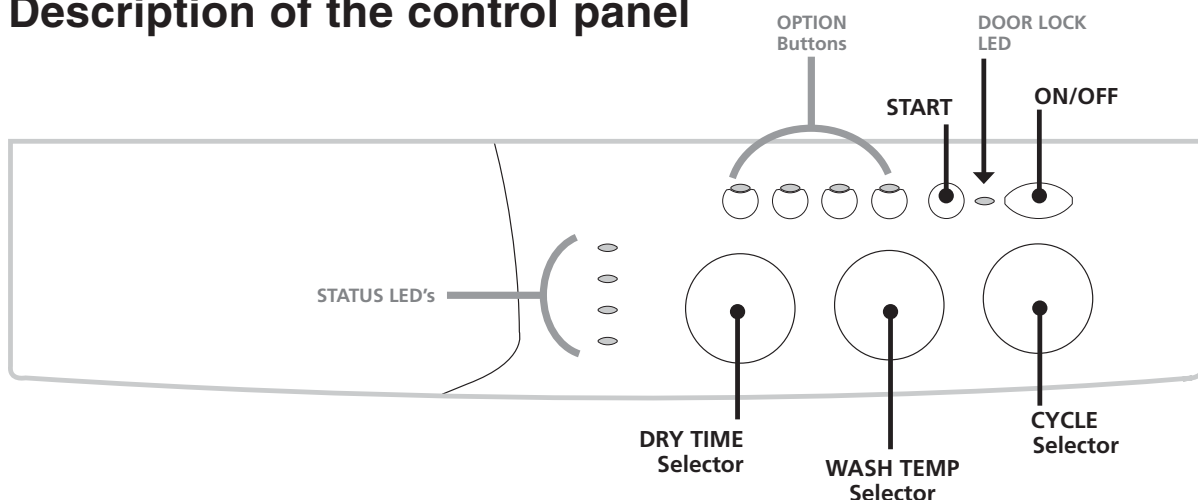 Description of the control panel
OPTION
Buttons
DOOR LOCK
LED
START
ON/OFF
STATUS LED’s
DRY TIME
Selector
WASH TEMP
Selector
CYCLE
Selector